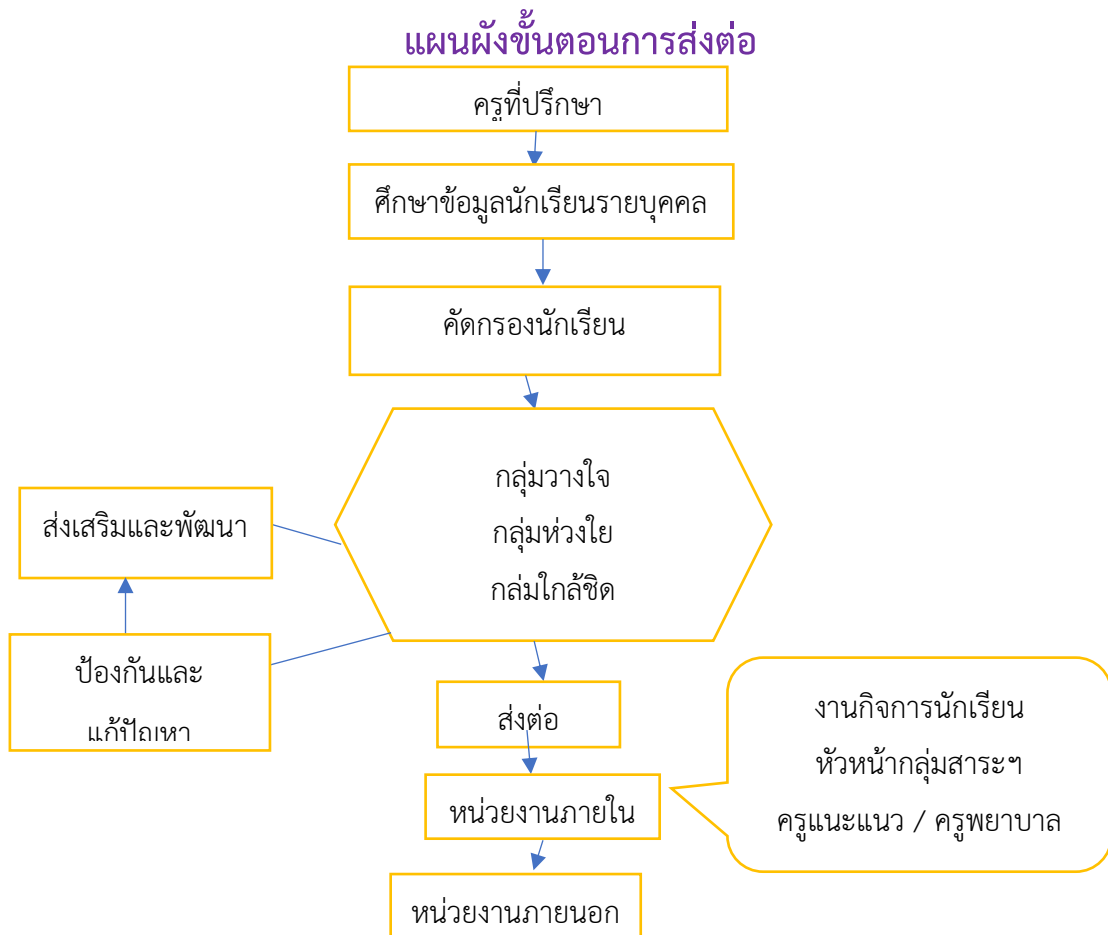 แผนผังขั้นตอนการส่งต่อ
ครูที่ปรึกษา
ศึกษาข้อมูลนักเรียนรายบุคคล
คัดกรองนักเรียน
กลุ่มวางใจ
กลุ่มห่วงใย
กล่มใกล้ชิด
ส่งเสริมและพัฒนา
ป้องกันและ
แก้ปัญหา
ส่งต่อ
หน่วยงานภายใน
งานกิจการนักเรียน
หัวหน้ากลุ่มสาระฯ
ครูแนะแนว / ครูพยาบาล
หน่วยงานภายนอก